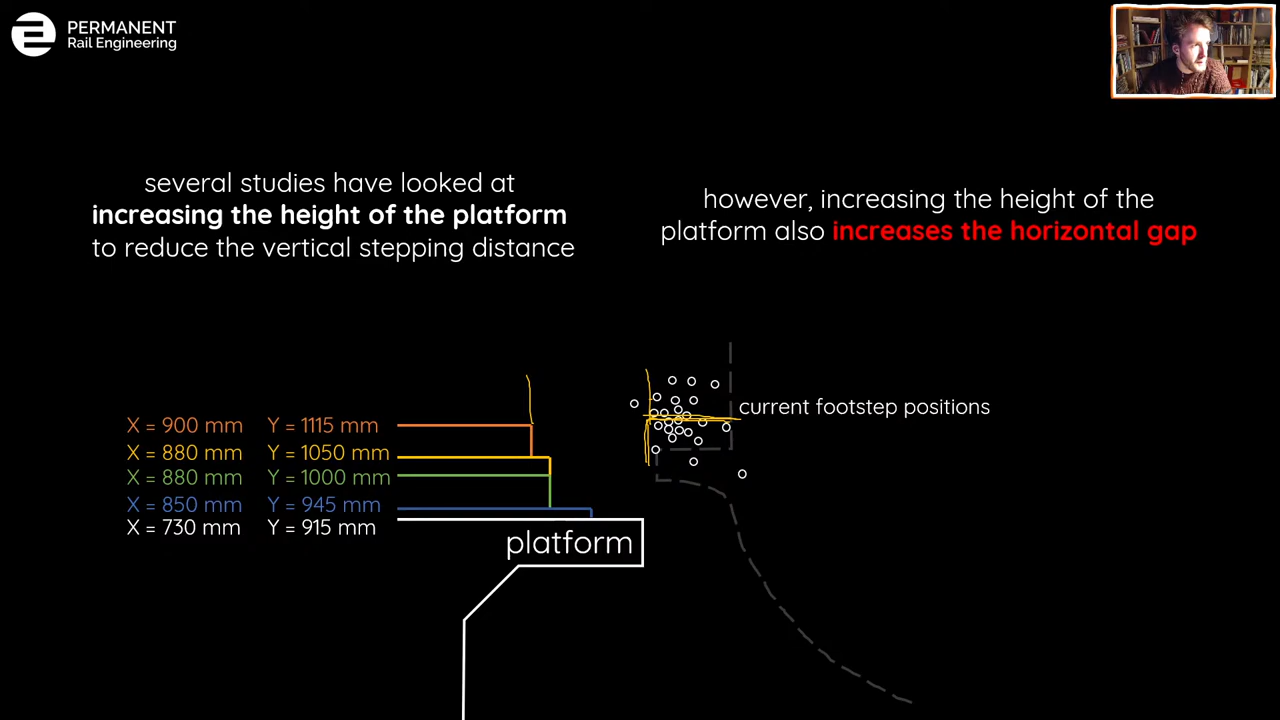 PERMANENT
Rail Engineering
several studies have looked at
increasing the height of the platform
to reduce the vertical stepping distance
however, increasing the height of the
platform also increases the horizontal gap
current footstep positions
X = 900 mm Y = 1115 mm
X = 880 mm Y = 1050 mm
X = 880 mm Y = 1000 mm
X = 850 mm Y = 945 mm
X = 730 mm Y = 915 mm
platform